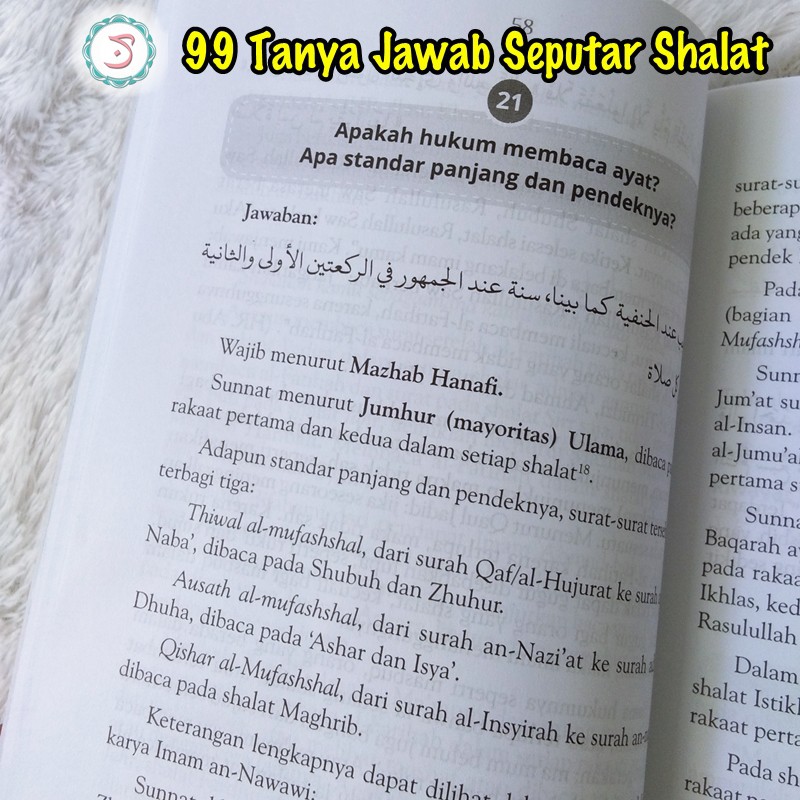 99 Tanya Jawab Seputar Shalat
ن
58
21
Apakah hukum membaca ayat?
Apa standar panjang dan pendeknya?
Jawaban:
عند الحنفية كما بينا، سنة عند الجمهور في الركعتين الأولى والثانية
صلاة
Wajib menurut Mazhab Hanafi.
Sunnat menurut Jumhur (mayoritas) Ulama, dibaca
rakaat pertama dan kedua dalam setiap shalat18.
Adapun standar panjang dan pendeknya, surat-surat
terbagi tiga:
Thiwal al-mufashshal, dari surah Qaf/al-Hujurat ke surah
Naba', dibaca pada Shubuh dan Zhuhur.
Ausath al-mufashshal, dari surah an-Nazi'at ke surah
Dhuha, dibaca pada 'Ashar dan Isya'.
Qishar al-Mufashshal, dari surah al-Insyirah ke surah
dibaca pada shalat Maghrib.
Keterangan lengkapnya dapat dilihat
karya Imam an-Nawawi:
Sunnat
surat-su
beberap
ada yang
pendek
Pada
(bagian
Mufashsh
Sunn
Jum'at su
al-Insan.
al-Jumu'a
pertama s
Sunna
Baqarah a
pada rakaa
Ikhlas, ked
Rasulullah
Dalam
shalat Istikh
rakaat perta
Pada sh
rakaat